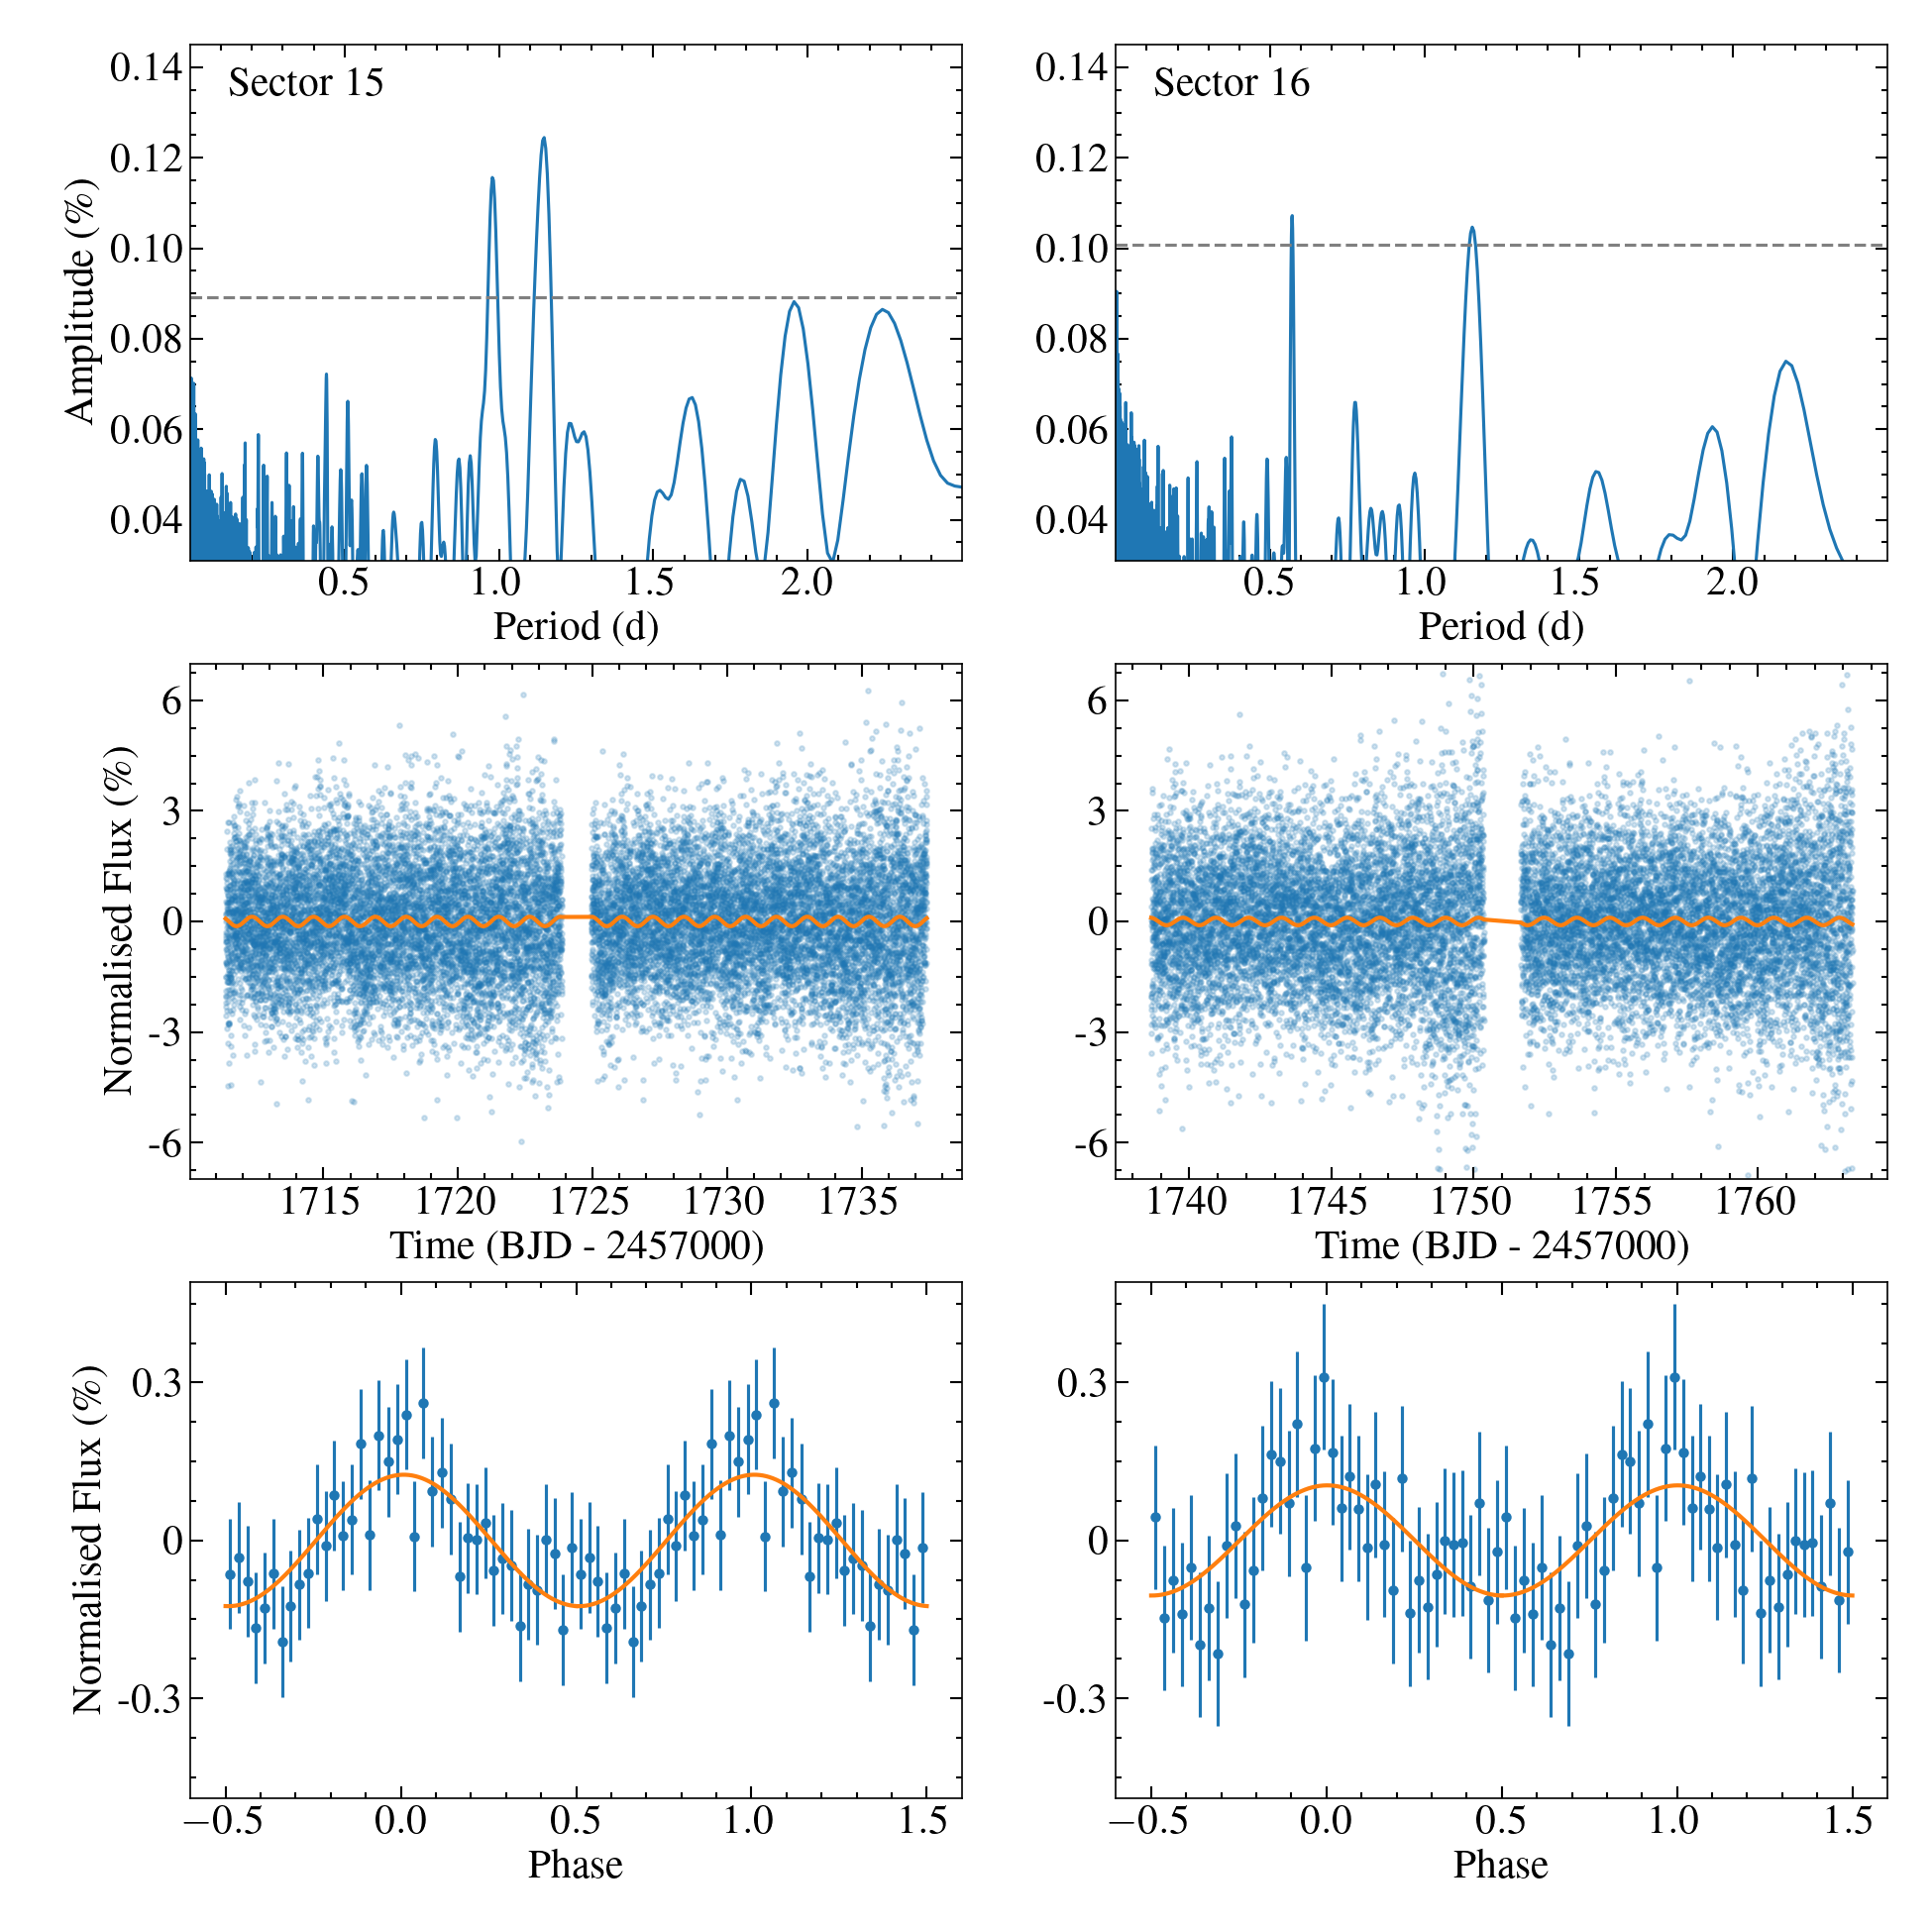 Sector 15
0.14
0.12
0.10
0.08
0.06
0.04
Amplitude (%)
0.5 1.0 1.5 2.0
Period (d)
Sector 16
0.14
0.12
0.10
0.08
0.06
0.04
0.5 1.0 1.5 2.0
Period (d)
6
3
0
-3
-6
Normalised Flux (%)
1715 1720 1725 1730 1735
Time (BJD - 2457000)
6
3
0
-3
-6
1740 1745 1750 1755 1760
Time (BJD - 2457000)
0.3
0
-0.3
Normalised Flux (%)
−0.5 0.0 0.5 1.0 1.5
Phase
0.3
0
-0.3
−0.5 0.0 0.5 1.0 1.5
Phase